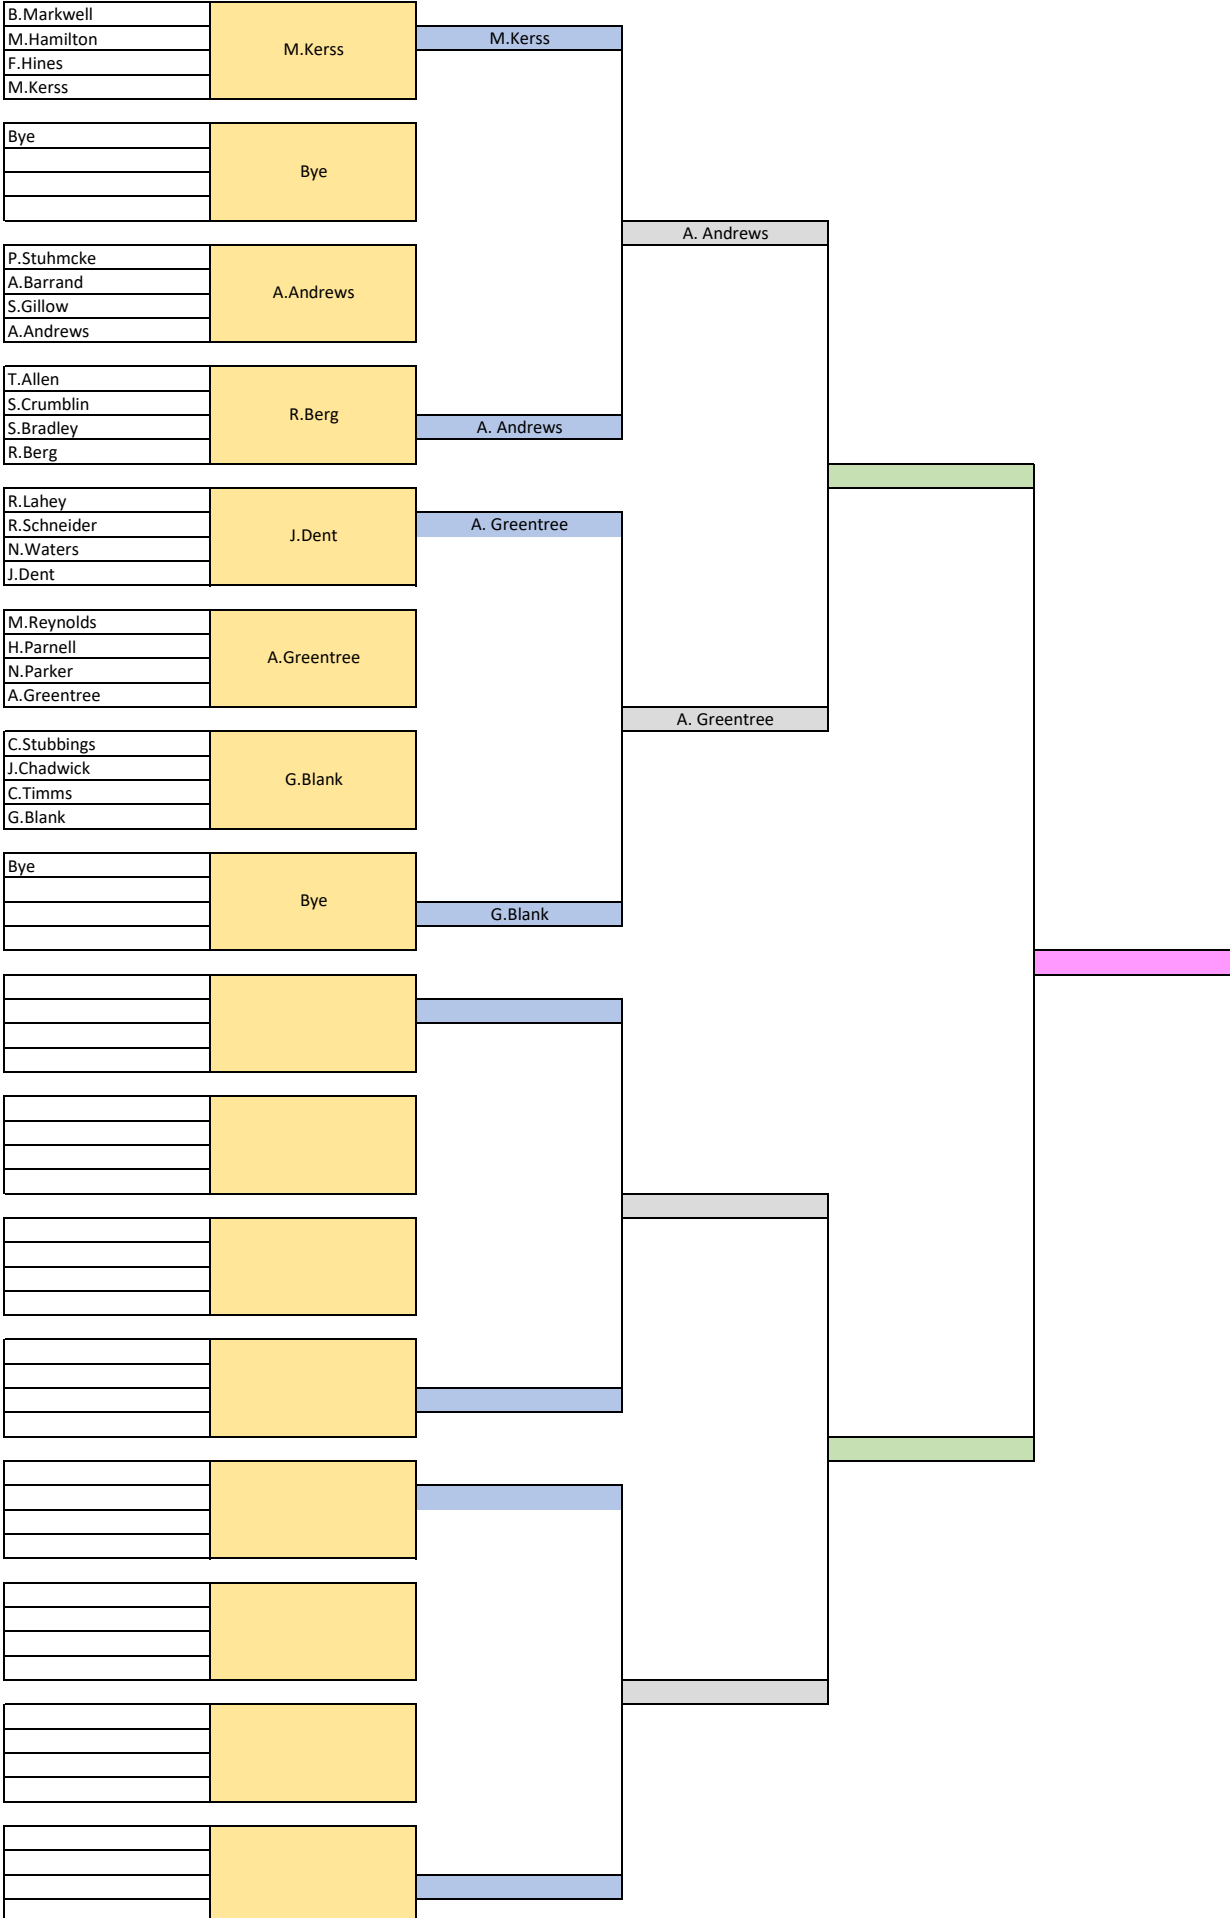 B.Markwell
M.Hamilton
F.Hines
M.Kerss
M.Kerss
M.Kerss
Bye
Bye
A. Andrews
P.Stuhmcke
A.Barrand
S.Gillow
A.Andrews
A.Andrews
T.Allen
S.Crumblin
S.Bradley
R.Berg
R.Berg
A. Andrews
R.Lahey
R.Schneider
N.Waters
J.Dent
J.Dent
A. Greentree
M.Reynolds
H.Parnell
N.Parker
A.Greentree
A.Greentree
A. Greentree
C.Stubbings
J.Chadwick
C.Timms
G.Blank
G.Blank
Bye
Bye
G.Blank